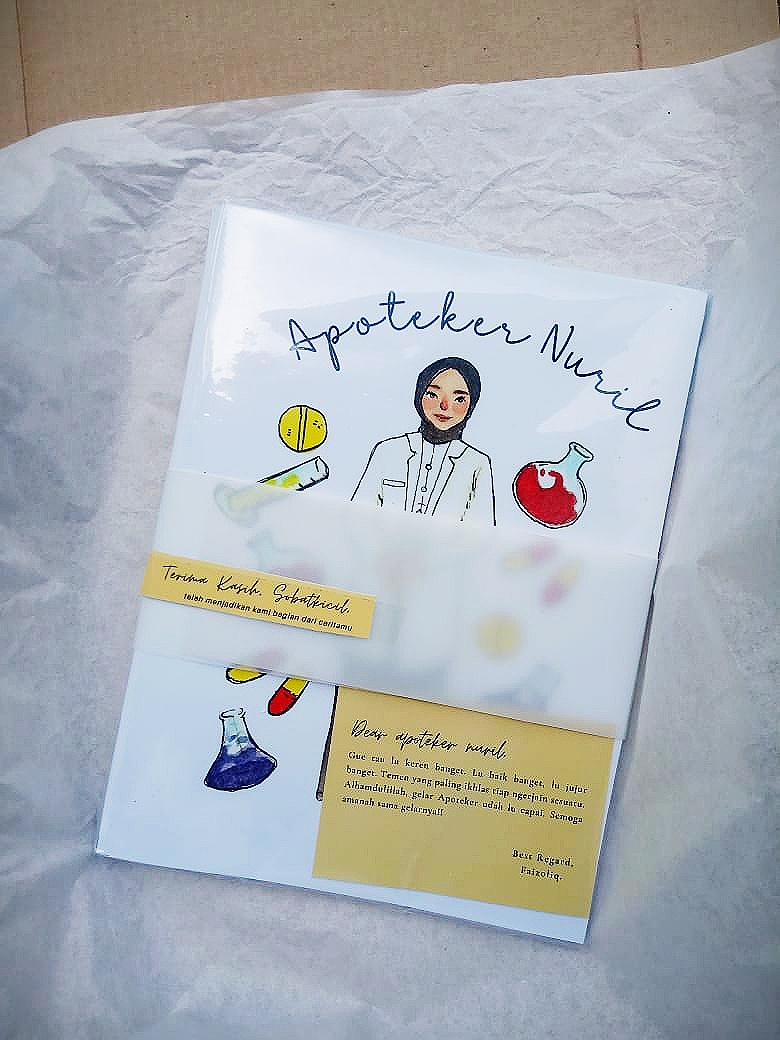 Apoteker Nuril
Terima Kasih, Sobatkicil,
telah menjadikan kami bagian dari ceritamu
Dear apoteker nuril,
Gue tau lu keren banget. Lu baik banget, lu jujur
banget. Temen yang paling ikhlas tiap ngerjain sesuatu.
Alhamdulillah, gelar Apoteker udah lu capai. Semoga
amanah sama gelarnya!!
Best Regard,
Faizoliq.